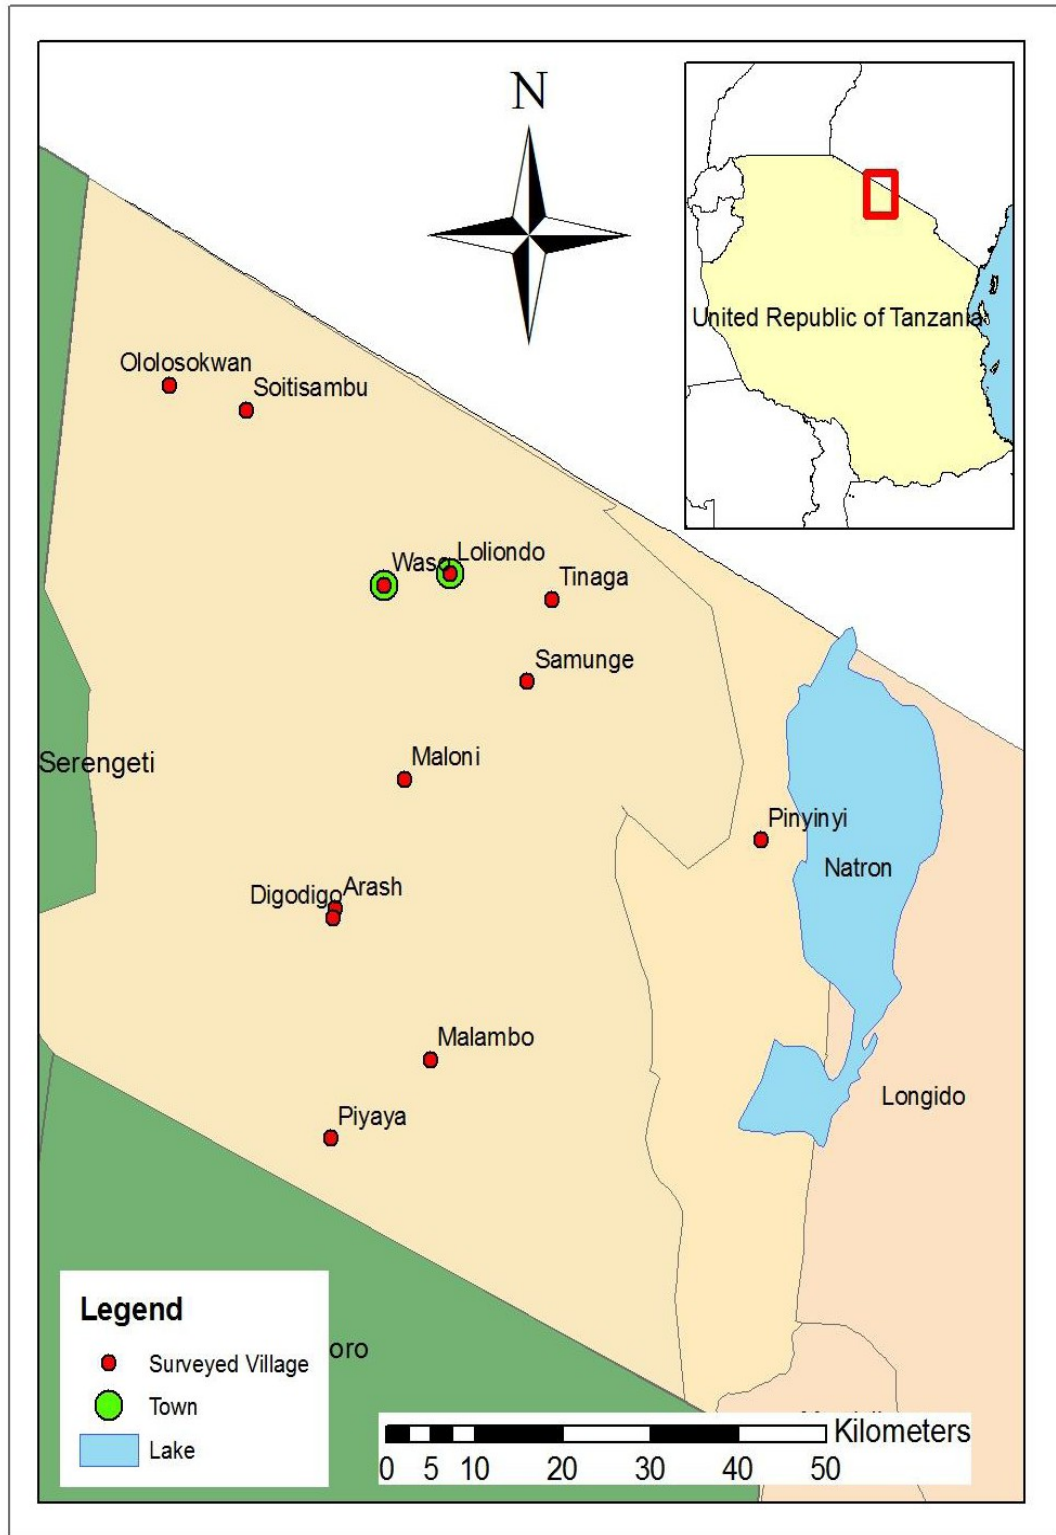 N
United Republic of Tanzania
Ololosokwan
Soitisambu
Waso
Loliondo
Tinaga
Samunge
Serengeti
Maloni
Pinyinyi
Natron
Digodigo
Arash
Malambo
Longido
Piyaya
Legend
Surveyed Village
Town
Lake
oro
Kilometers
0 5 10 20 30 40 50